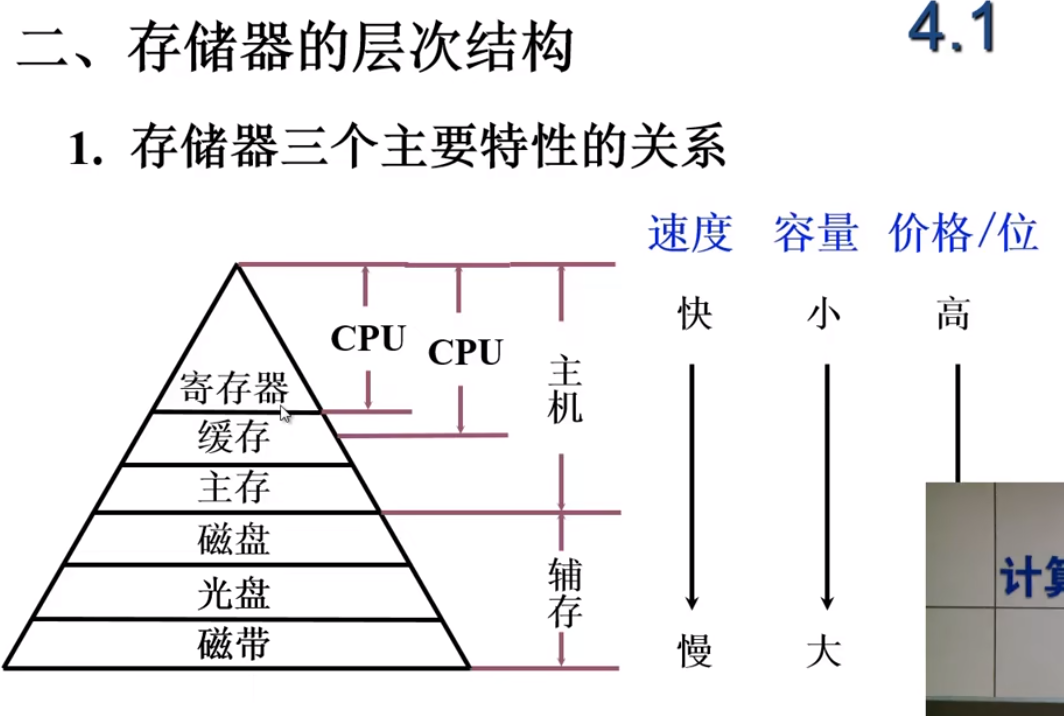 二、存储器的层次结构
4.1
1. 存储器三个主要特性的关系
速度 容量 价格/位
快 小 高
CPU CPU
主机
寄存器
缓存
主存
磁盘
光盘
磁带
辅存
慢 大
计